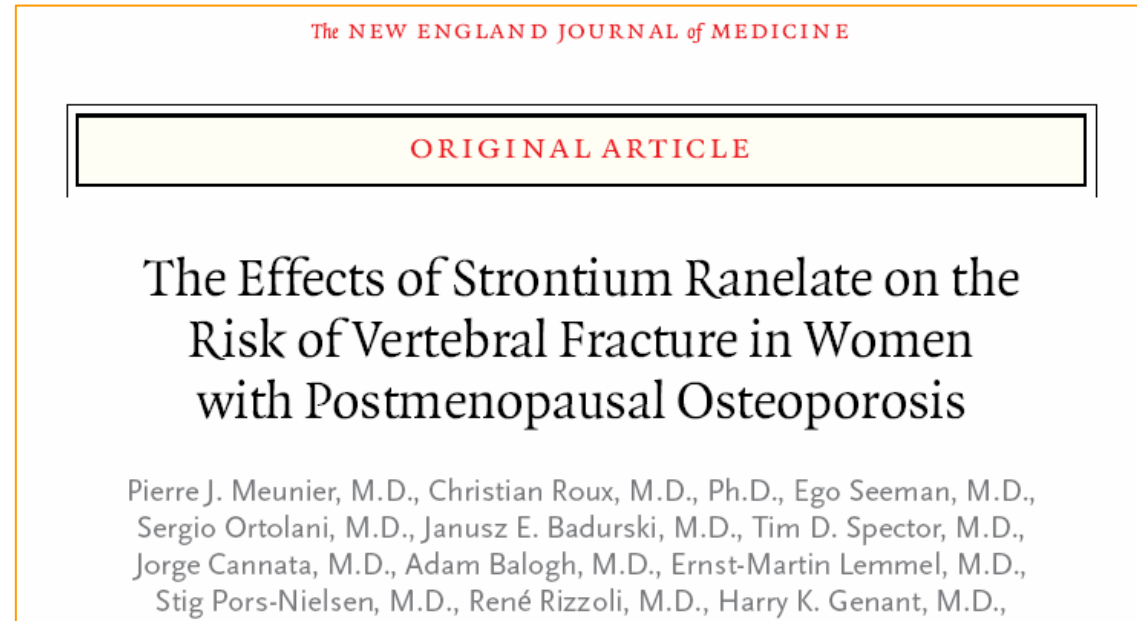 The NEW ENGLAND JOURNAL of MEDICINE
ORIGINAL ARTICLE
The Effects of Strontium Ranelate on the
Risk of Vertebral Fracture in Women
with Postmenopausal Osteoporosis
Pierre J. Meunier, M.D., Christian Roux, M.D., Ph.D., Ego Seeman, M.D.,
Sergio Ortolani, M.D., Janusz E. Badurski, M.D., Tim D. Spector, M.D.,
Jorge Cannata, M.D., Adam Balogh, M.D., Ernst-Martin Lemmel, M.D.,
Stig Pors-Nielsen, M.D., René Rizzoli, M.D., Harry K. Genant, M.D.,